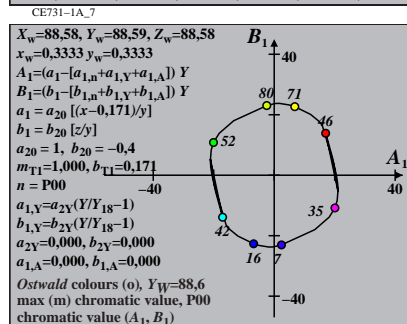 CE731-1A_7
X_w=88,58, Y_w=88,59, Z_w=88,58
x_w=0,3333 y_w=0,3333
A_1=(a_1-[a_1,n+a_1,Y+a_1,A]) Y
B_1=(b_1-[b_1,n+b_1,Y+b_1,A]) Y
a_1 = a_20 [(x-0,171)/y]
b_1 = b_20 [z/y]
a_20 = 1, b_20 = -0,4
m_T1=1,000, b_T1=0,171
n = P00
a_1,Y=a_2Y(Y/Y_18-1)
b_1,Y=b_2Y(Y/Y_18-1)
a_2Y=0,000, b_2Y=0,000
a_1,A=0,000, b_1,A=0,000
Ostwald colours (o), Y_W=88,6
max (m) chromatic value, P00
chromatic value (A_1, B_1)
B_1
40
80 71
46
52
A_1
-40
40
35
42
16 7
-40